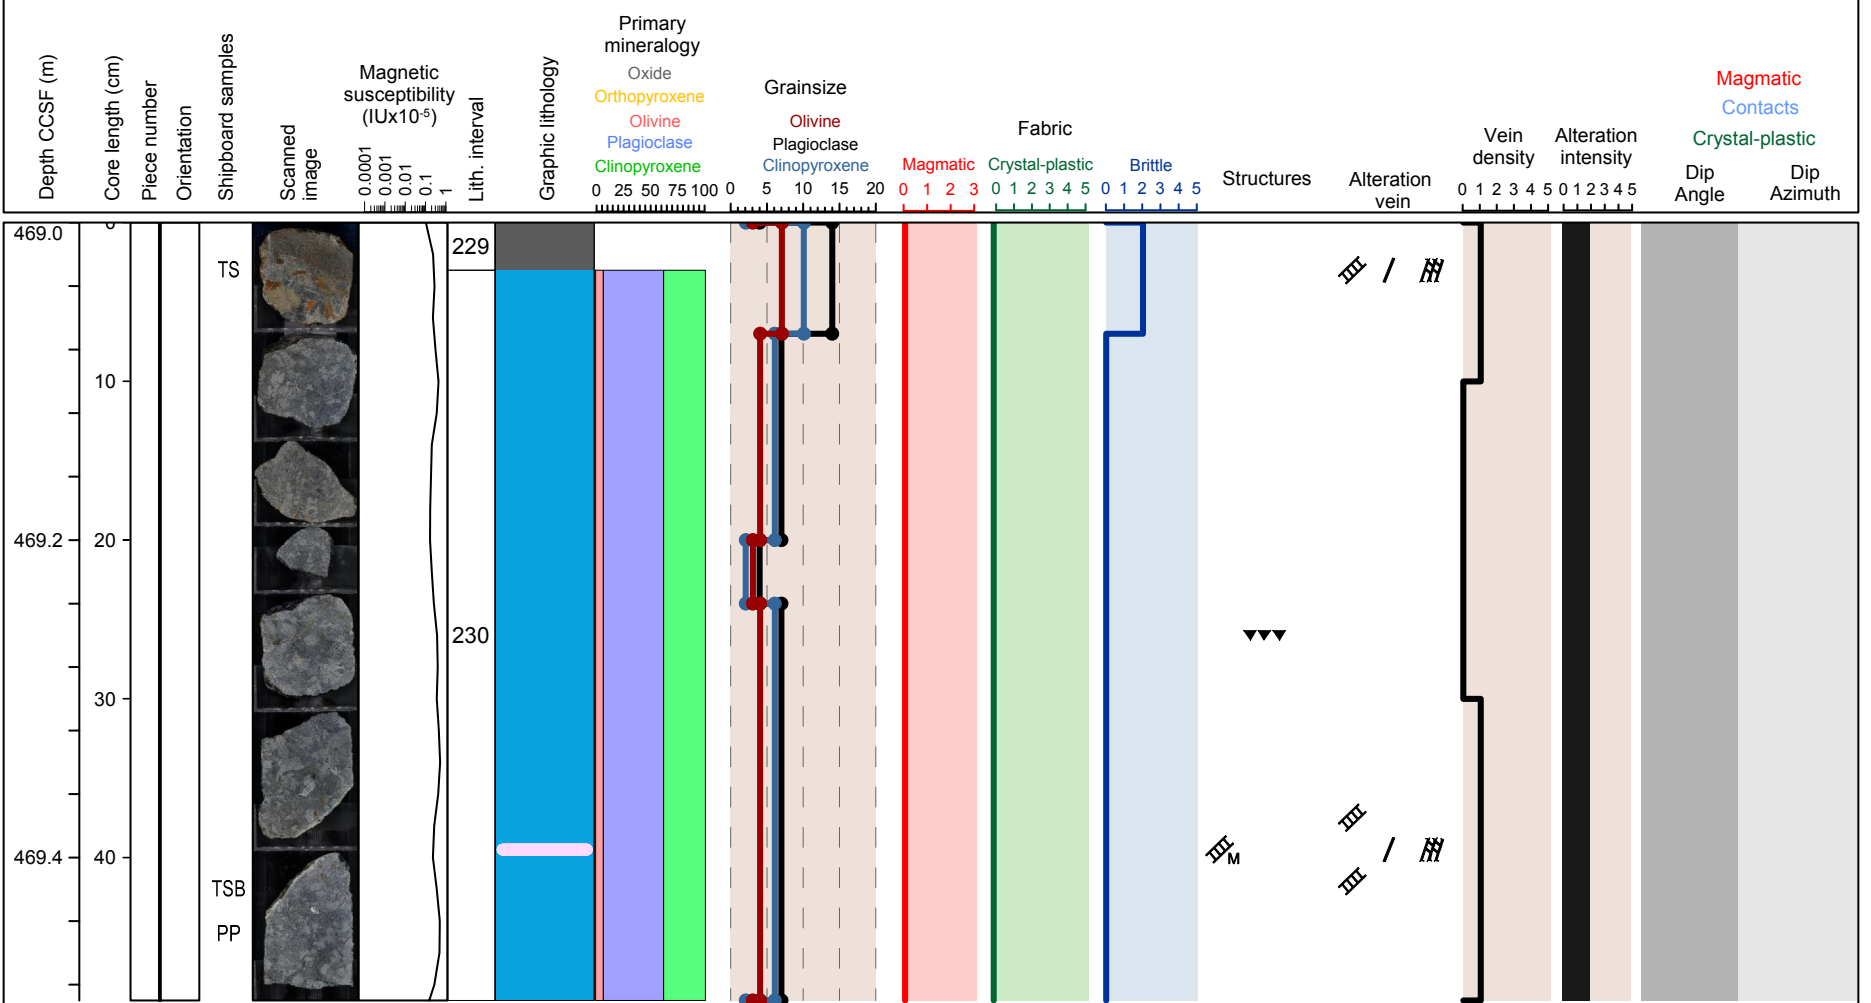 Depth CCSF (m)
Core length (cm)
Piece number
Orientation
Shipboard samples
Scanned
image
Magnetic
susceptibility
(IUx10⁻⁵)
0.0001
0.001
0.01
0.1
1
Lith. interval
Graphic lithology
Primary
mineralogy
Oxide
Orthopyroxene
Olivine
Plagioclase
Clinopyroxene
0 25 50 75 100
Grainsize
Olivine
Plagioclase
Clinopyroxene
0 5 10 15 20
Fabric
Magmatic
0 1 2 3
Crystal-plastic
0 1 2 3 4 5
Brittle
0 1 2 3 4 5
Structures
Alteration
vein
Vein
density
0 1 2 3 4 5
Alteration
intensity
0 1 2 3 4 5
Magmatic
Contacts
Crystal-plastic
Dip
Angle
Dip
Azimuth
469.0
0
229
TS
10
469.2
20
230
30
469.4
40
M
TSB
PP